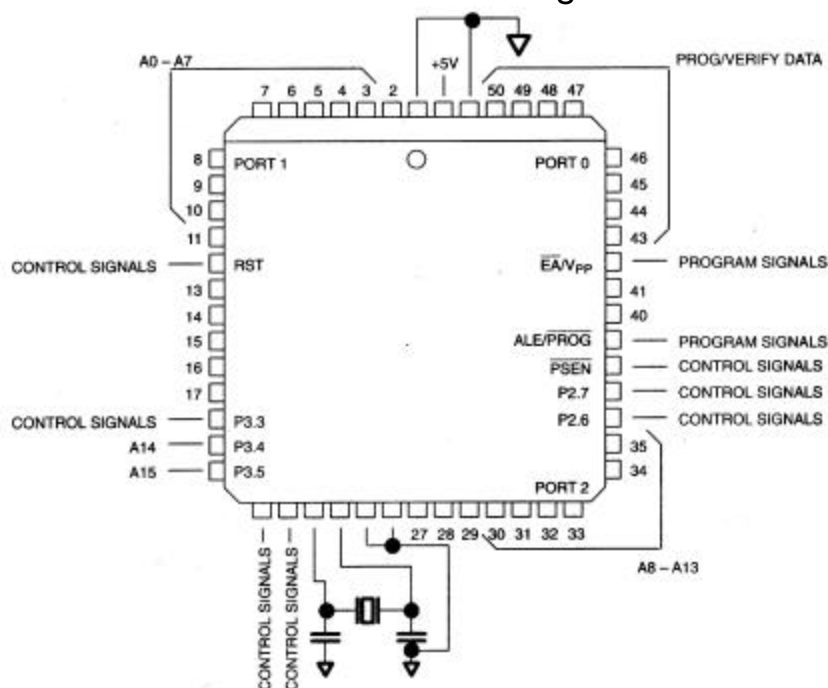 A0 – A7
+5V
PROG/VERIFY DATA
7 6 5 4 3 2 50 49 48 47
8 PORT 1 PORT 0 46
9 45
10 44
11 43
CONTROL SIGNALS RST EA/VPP PROGRAM SIGNALS
13 41
14 40
15 ALE/PROG PROGRAM SIGNALS
16 PSEN CONTROL SIGNALS
17 P2.7 CONTROL SIGNALS
CONTROL SIGNALS P3.3 P2.6 CONTROL SIGNALS
A14 P3.4 35
A15 P3.5 34
PORT 2
27 28 29 30 31 32 33
A8 – A13
CONTROL SIGNALS
CONTROL SIGNALS